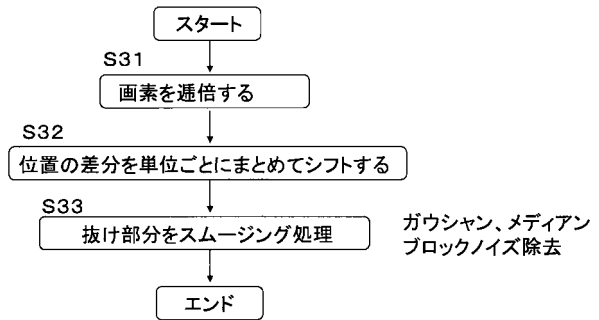 スタート
S31
画素を逓倍する
S32
位置の差分を単位ごとにまとめてシフトする
S33
抜け部分をスムージング処理
ガウシャン、メディアン
ブロックノイズ除去
エンド